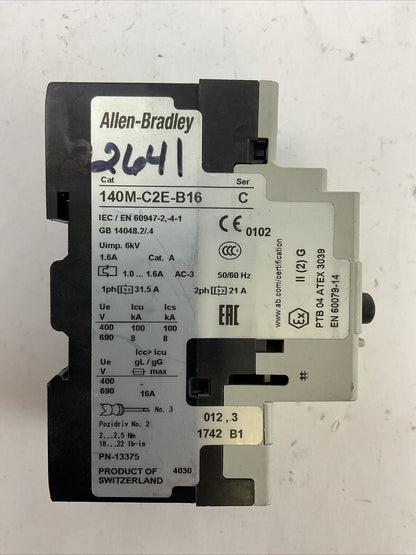 Allen-Bradley
2641
Cat Ser
140M-C2E-B16 C
IEC / EN 60947-2,-4-1
GB 14048.2/.4
CE 0102
Uimp. 6kV
1.6A Cat. A
CCC
1.0 ... 1.6A AC-3 50/60 Hz
1ph 31.5 A 2ph 21 A
Ue Icu Ics
V kA kA
400 100 100
690 8 8
EAC
Icc> Icu
Ue gL / gG
V max
400 -
690 16A
No. 3
Pozidriv No. 2
2...2.5 Nm
18...22 lb-in
PN-13375
PRODUCT OF 4030
SWITZERLAND
012 , 3
1742 B1
www.ab.com/certification
Ex II (2) G
PTB 04 ATEX 3039
EN 60079-14
#